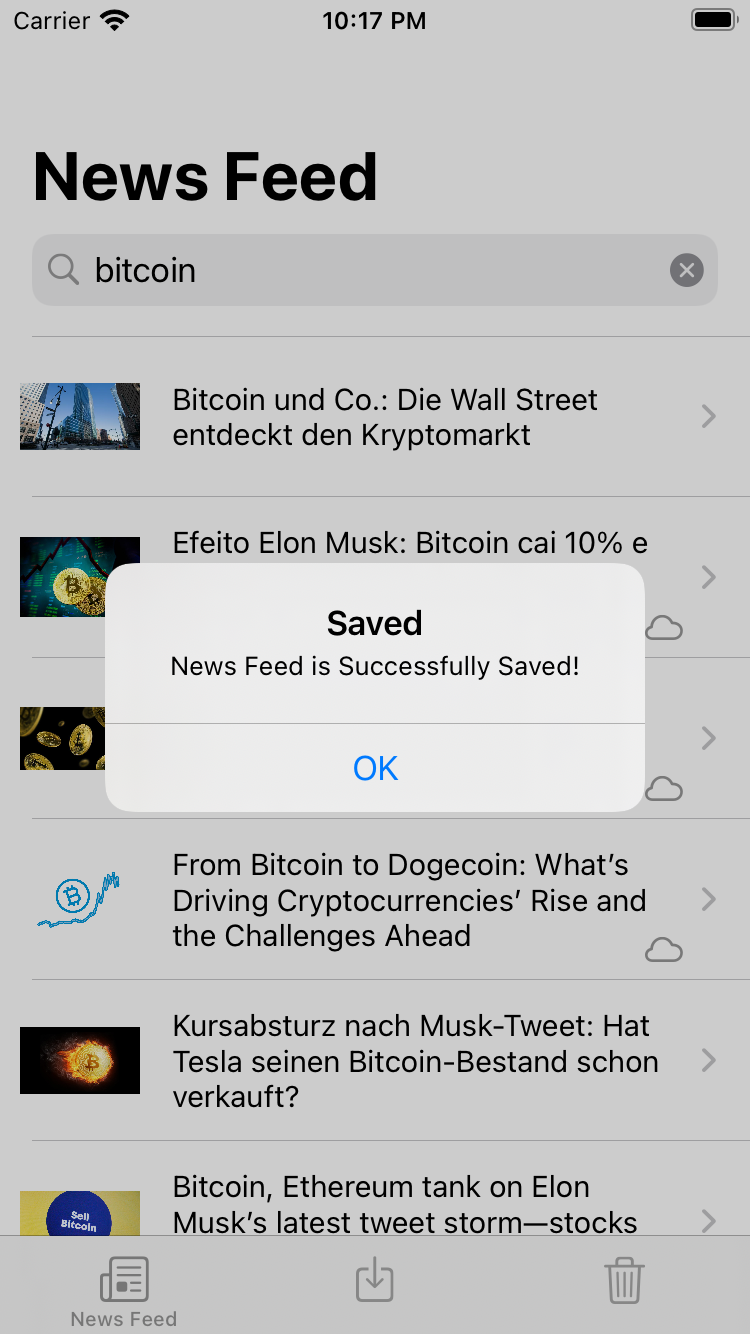 Carrier
10:17 PM
News Feed
bitcoin
Bitcoin und Co.: Die Wall Street
entdeckt den Kryptomarkt
Efeito Elon Musk: Bitcoin cai 10% e
Saved
News Feed is Successfully Saved!
OK
From Bitcoin to Dogecoin: What’s
Driving Cryptocurrencies’ Rise and
the Challenges Ahead
Kursabsturz nach Musk-Tweet: Hat
Tesla seinen Bitcoin-Bestand schon
verkauft?
Bitcoin, Ethereum tank on Elon
Musk’s latest tweet storm—stocks
Sell
Bitcoin
News Feed